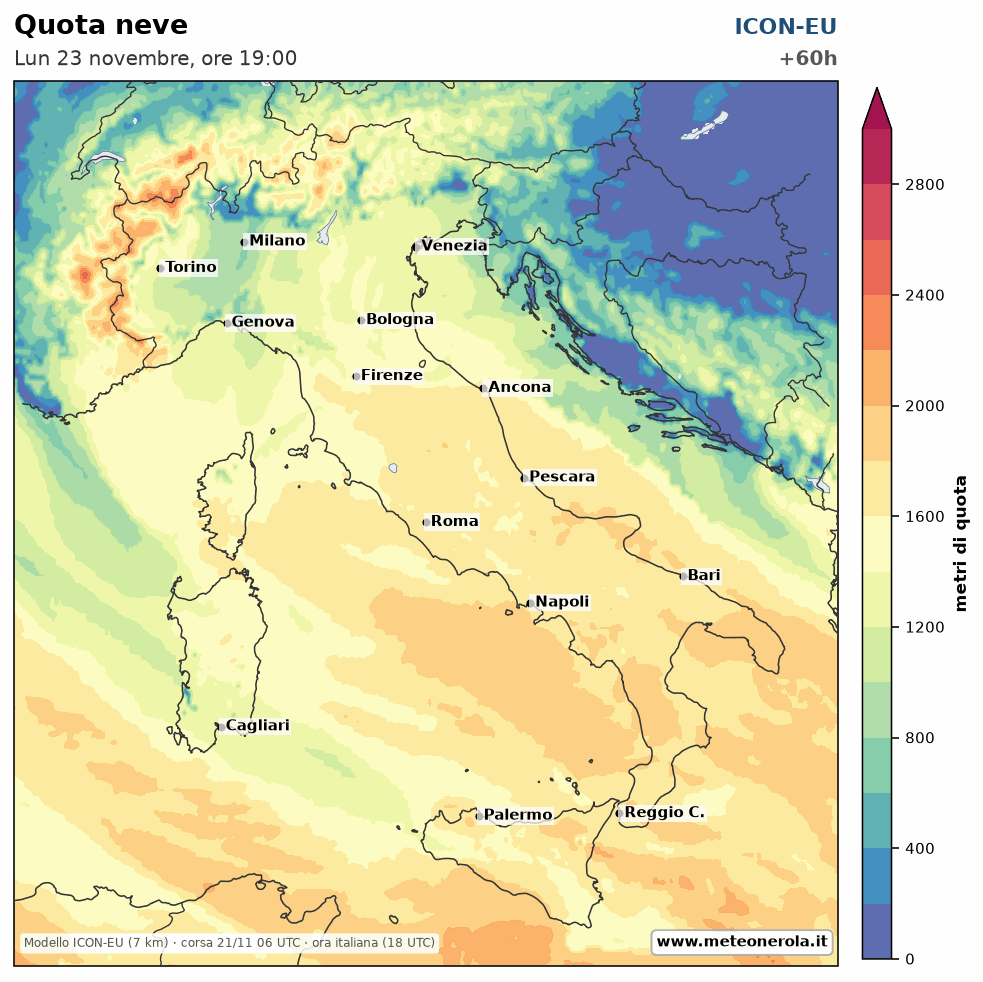 Quota neve
ICON-EU
Lun 23 novembre, ore 19:00
+60h
Milano
Venezia
Torino
Genova
Bologna
Firenze
Ancona
Pescara
Roma
Bari
Napoli
Cagliari
Palermo
Reggio C.
2800
2400
2000
1600
1200
800
400
0
metri di quota
Modello ICON-EU (7 km) · corsa 21/11 06 UTC · ora italiana (18 UTC)
www.meteonerola.it